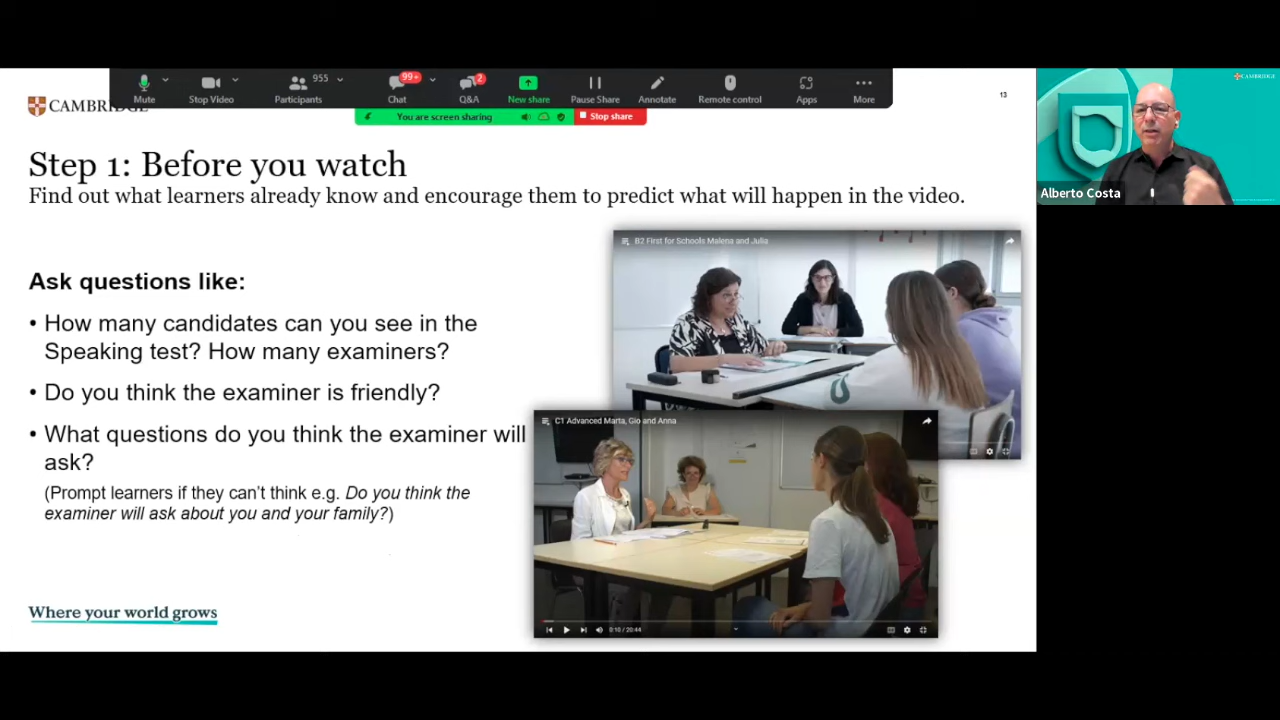 955
99+
2
Mute
Stop Video
Participants
Chat
Q&A
New share
Pause Share
Annotate
Remote control
Apps
More
You are screen sharing
Stop share
CAMBRIDGE
13
CAMBRIDGE
Alberto Costa
Step 1: Before you watch
Find out what learners already know and encourage them to predict what will happen in the video.
Ask questions like:
• How many candidates can you see in the
Speaking test? How many examiners?
• Do you think the examiner is friendly?
• What questions do you think the examiner will
ask?
(Prompt learners if they can’t think e.g. Do you think the
examiner will ask about you and your family?)
B2 First for Schools Malena and Julia
C1 Advanced Marta, Gio and Anna
0:10 / 20:44
Where your world grows